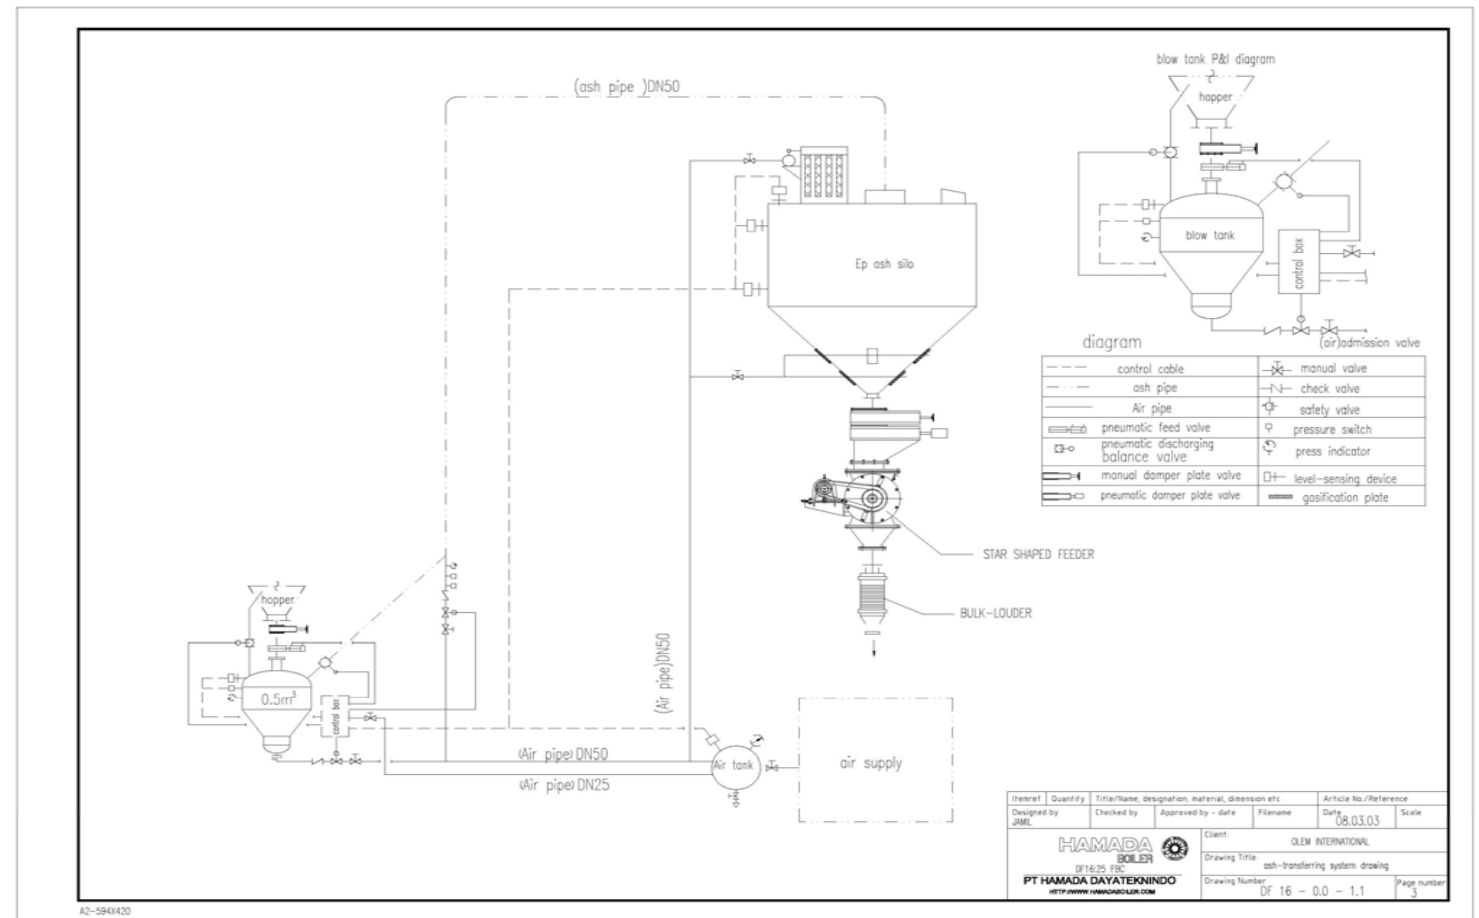 blow tank P&I diagram
hopper
blow tank
control box
(air)admission valve
(ash pipe )DN50
Ep ash silo
diagram
control cable
manual valve
ash pipe
check valve
Air pipe
safety valve
pneumatic feed valve
pressure switch
pneumatic discharging
balance valve
press indicator
manual damper plate valve
level-sensing device
pneumatic damper plate valve
gasification plate
STAR SHAPED FEEDER
BULK-LOUDER
hopper
0.5m³
control box
(Air pipe)DN50
(Air pipe)DN50
(Air pipe)DN25
Air tank
air supply
Itemref Quantity Title/Name, designation, material, dimension etc Article No./Reference
Designed by Checked by Approved by - date Filename Date Scale
JAMIL 08.03.03
HAMADA
BOILER
DF16:25 FBC
PT HAMADA DAYATEKNINDO
HTTP://WWW.HAMADABOILER.COM
Client:
OLEM INTERNATIONAL
Drawing Title:
ash-transferring system drawing
Drawing Number
DF 16 - 0.0 - 1.1
Page number
3
A2-594X420